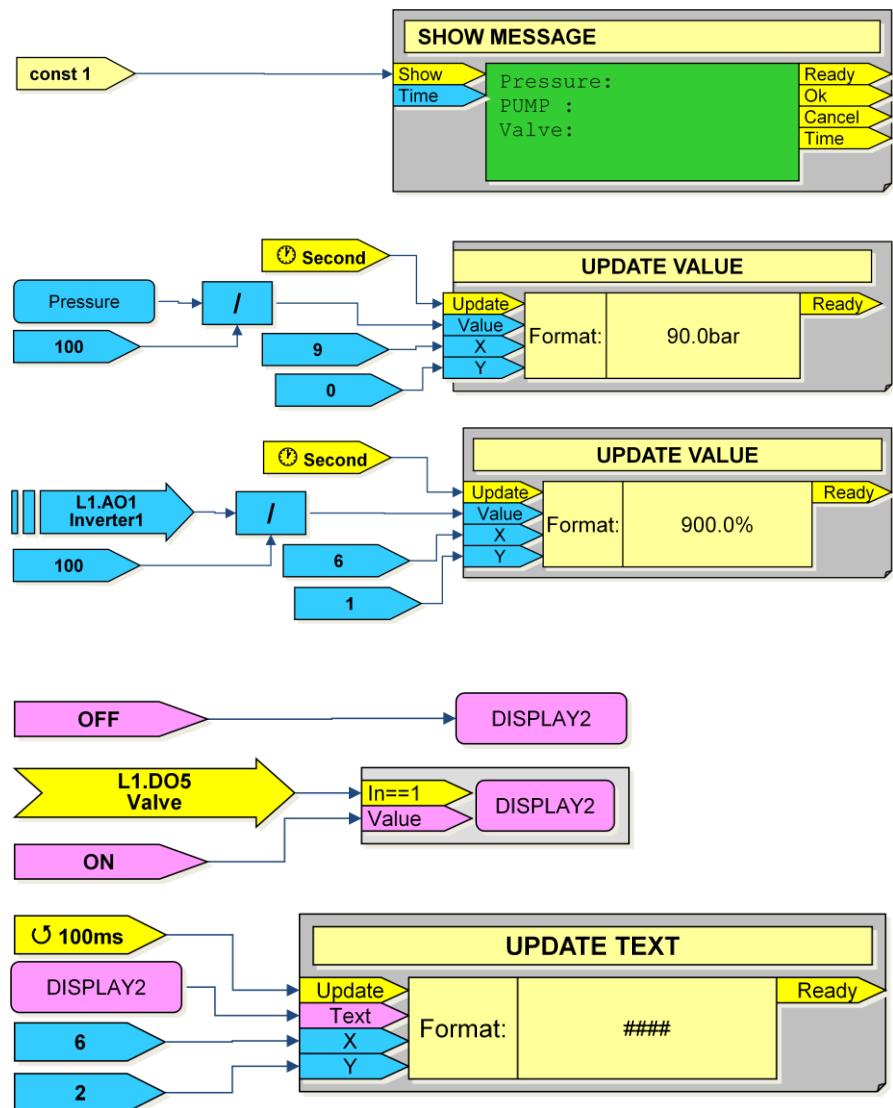 SHOW MESSAGE
const 1
Show
Time
Pressure:
PUMP :
Valve:
Ready
Ok
Cancel
Time
Second
UPDATE VALUE
Pressure
/
100
9
0
Update
Value
X
Y
Format:
90.0bar
Ready
Second
UPDATE VALUE
L1.AO1
Inverter1
/
100
6
1
Update
Value
X
Y
Format:
900.0%
Ready
OFF
DISPLAY2
L1.DO5
Valve
In==1
Value
DISPLAY2
ON
100ms
UPDATE TEXT
DISPLAY2
6
2
Update
Text
X
Y
Format:
####
Ready